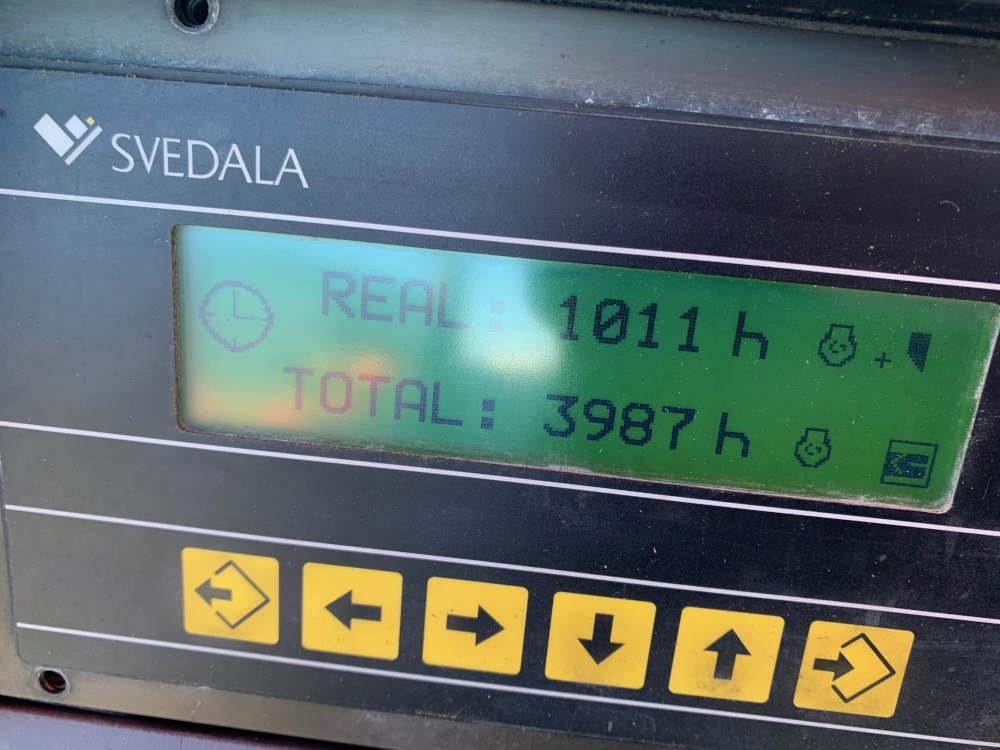 SVEDALA
REAL: 1011 h
+
TOTAL: 3987 h